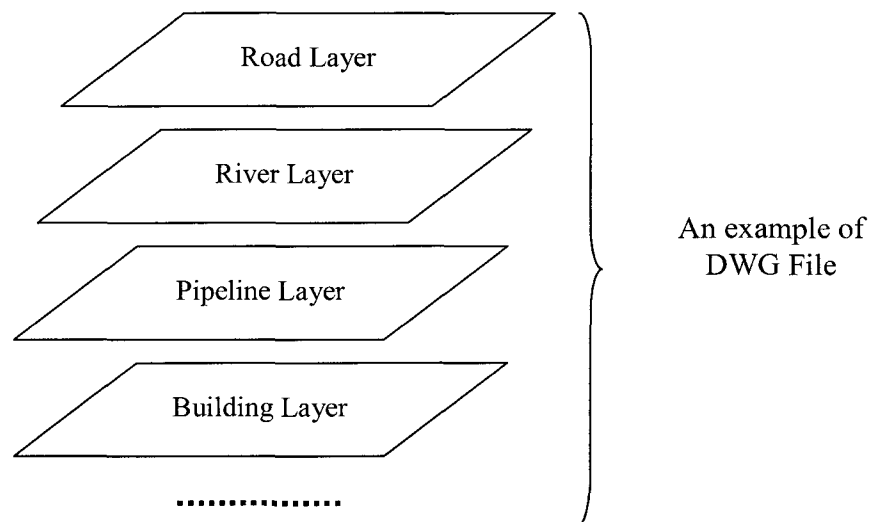 Road Layer
River Layer
An example of
DWG File
Pipeline Layer
Building Layer